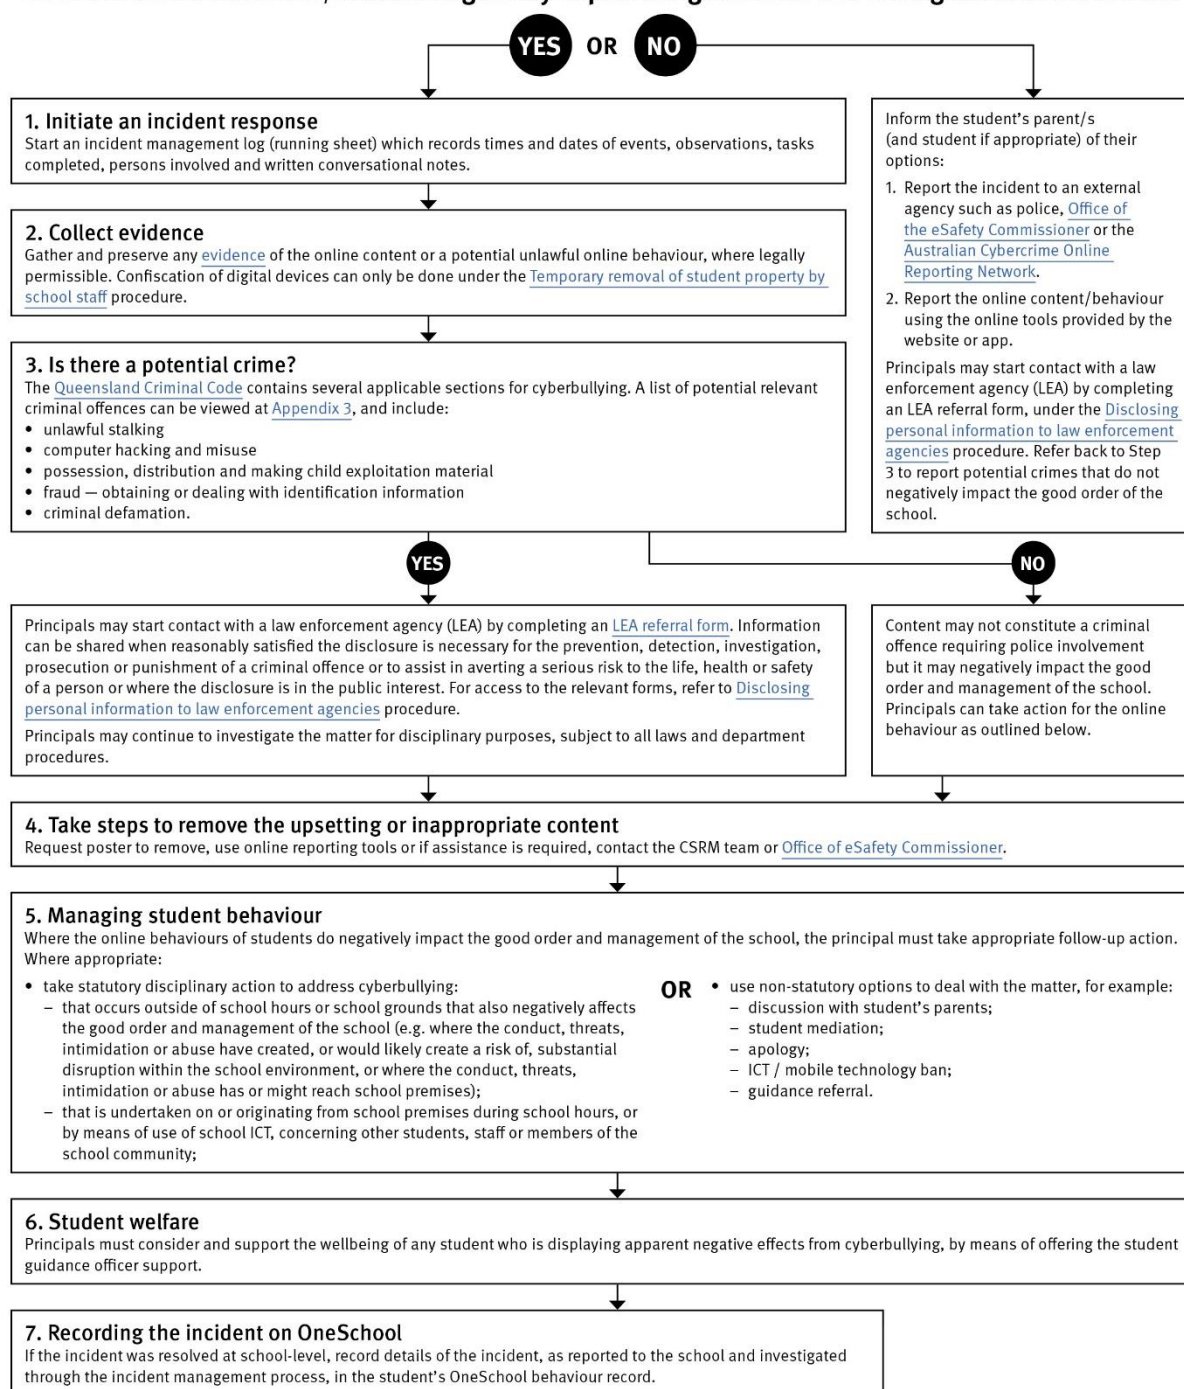 YES OR NO
1. Initiate an incident response
Start an incident management log (running sheet) which records times and dates of events, observations, tasks
completed, persons involved and written conversational notes.
2. Collect evidence
Gather and preserve any evidence of the online content or a potential unlawful online behaviour, where legally
permissible. Confiscation of digital devices can only be done under the Temporary removal of student property by
school staff procedure.
3. Is there a potential crime?
The Queensland Criminal Code contains several applicable sections for cyberbullying. A list of potential relevant
criminal offences can be viewed at Appendix 3, and include:
• unlawful stalking
• computer hacking and misuse
• possession, distribution and making child exploitation material
• fraud — obtaining or dealing with identification information
• criminal defamation.
Inform the student's parent/s
(and student if appropriate) of their
options:
1. Report the incident to an external
agency such as police, Office of
the eSafety Commissioner or the
Australian Cybercrime Online
Reporting Network.
2. Report the online content/behaviour
using the online tools provided by the
website or app.
Principals may start contact with a law
enforcement agency (LEA) by completing
an LEA referral form, under the Disclosing
personal information to law enforcement
agencies procedure. Refer back to Step
3 to report potential crimes that do not
negatively impact the good order of the
school.
YES
NO
Principals may start contact with a law enforcement agency (LEA) by completing an LEA referral form. Information
can be shared when reasonably satisfied the disclosure is necessary for the prevention, detection, investigation,
prosecution or punishment of a criminal offence or to assist in averting a serious risk to the life, health or safety
of a person or where the disclosure is in the public interest. For access to the relevant forms, refer to Disclosing
personal information to law enforcement agencies procedure.
Principals may continue to investigate the matter for disciplinary purposes, subject to all laws and department
procedures.
Content may not constitute a criminal
offence requiring police involvement
but it may negatively impact the good
order and management of the school.
Principals can take action for the online
behaviour as outlined below.
4. Take steps to remove the upsetting or inappropriate content
Request poster to remove, use online reporting tools or if assistance is required, contact the CSRM team or Office of eSafety Commissioner.
5. Managing student behaviour
Where the online behaviours of students do negatively impact the good order and management of the school, the principal must take appropriate follow-up action.
Where appropriate:
• take statutory disciplinary action to address cyberbullying:
– that occurs outside of school hours or school grounds that also negatively affects
the good order and management of the school (e.g. where the conduct, threats,
intimidation or abuse have created, or would likely create a risk of, substantial
disruption within the school environment, or where the conduct, threats,
intimidation or abuse has or might reach school premises);
– that is undertaken on or originating from school premises during school hours, or
by means of use of school ICT, concerning other students, staff or members of the
school community;
OR
• use non-statutory options to deal with the matter, for example:
– discussion with student's parents;
– student mediation;
– apology;
– ICT / mobile technology ban;
– guidance referral.
6. Student welfare
Principals must consider and support the wellbeing of any student who is displaying apparent negative effects from cyberbullying, by means of offering the student
guidance officer support.
7. Recording the incident on OneSchool
If the incident was resolved at school-level, record details of the incident, as reported to the school and investigated
through the incident management process, in the student's OneSchool behaviour record.